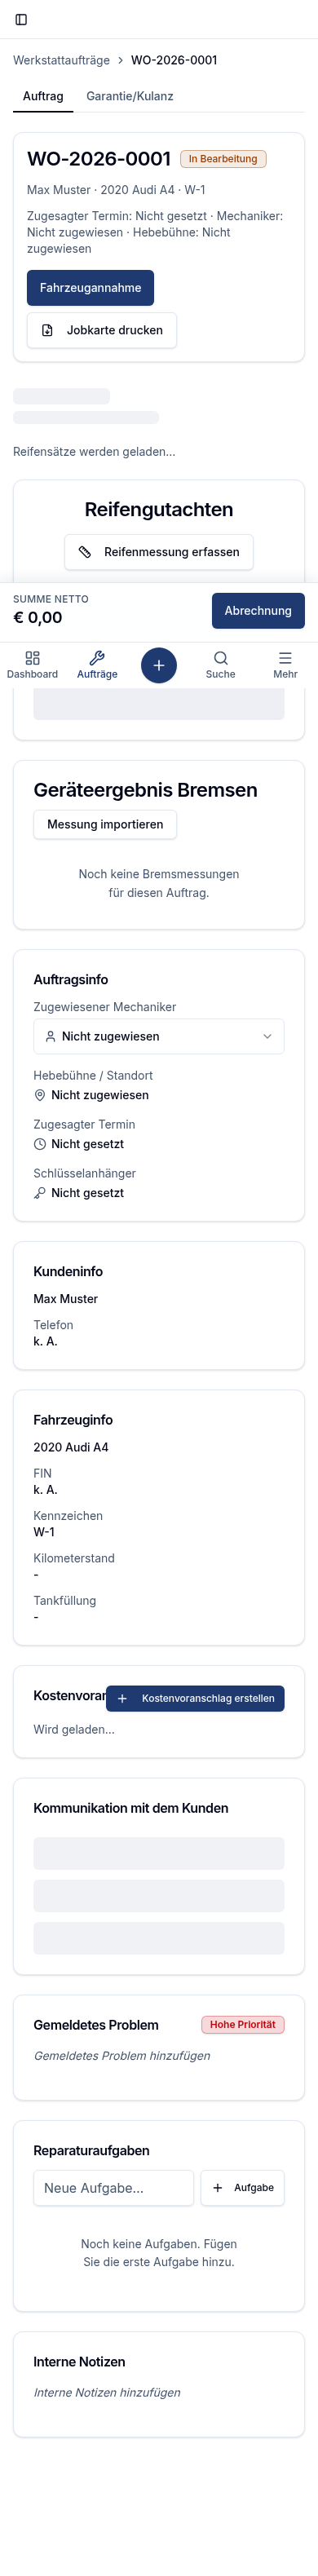 Werkstattaufträge > WO-2026-0001
Auftrag Garantie/Kulanz
WO-2026-0001 In Bearbeitung
Max Muster · 2020 Audi A4 · W-1
Zugesagter Termin: Nicht gesetzt · Mechaniker:
Nicht zugewiesen · Hebebühne: Nicht
zugewiesen
Fahrzeugannahme
Jobkarte drucken
Reifensätze werden geladen...
Reifengutachten
Reifenmessung erfassen
SUMME NETTO
€ 0,00
Abrechnung
Dashboard Aufträge Suche Mehr
Geräteergebnis Bremsen
Messung importieren
Noch keine Bremsmessungen
für diesen Auftrag.
Auftragsinfo
Zugewiesener Mechaniker
Nicht zugewiesen
Hebebühne / Standort
Nicht zugewiesen
Zugesagter Termin
Nicht gesetzt
Schlüsselanhänger
Nicht gesetzt
Kundeninfo
Max Muster
Telefon
k. A.
Fahrzeuginfo
2020 Audi A4
FIN
k. A.
Kennzeichen
W-1
Kilometerstand
-
Tankfüllung
-
Kostenvorar Kostenvoranschlag erstellen
Wird geladen...
Kommunikation mit dem Kunden
Gemeldetes Problem Hohe Priorität
Gemeldetes Problem hinzufügen
Reparaturaufgaben
Neue Aufgabe... Aufgabe
Noch keine Aufgaben. Fügen
Sie die erste Aufgabe hinzu.
Interne Notizen
Interne Notizen hinzufügen